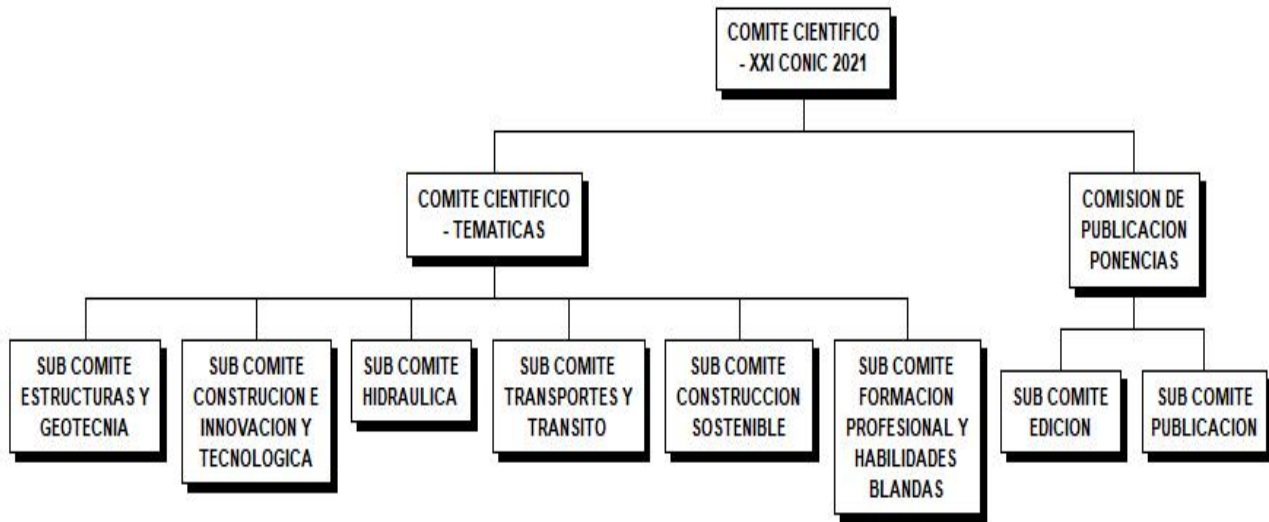 COMITE CIENTIFICO
- XXI CONIC 2021
COMITE CIENTIFICO
- TEMATICAS
COMISION DE
PUBLICACION
PONENCIAS
SUB COMITE
ESTRUCTURAS Y
GEOTECNIA
SUB COMITE
CONSTRUCION E
INNOVACION Y
TECNOLOGICA
SUB COMITE
HIDRAULICA
SUB COMITE
TRANSPORTES Y
TRANSITO
SUB COMITE
CONSTRUCCION
SOSTENIBLE
SUB COMITE
FORMACION
PROFESIONAL Y
HABILIDADES
BLANDAS
SUB COMITE
EDICION
SUB COMITE
PUBLICACION